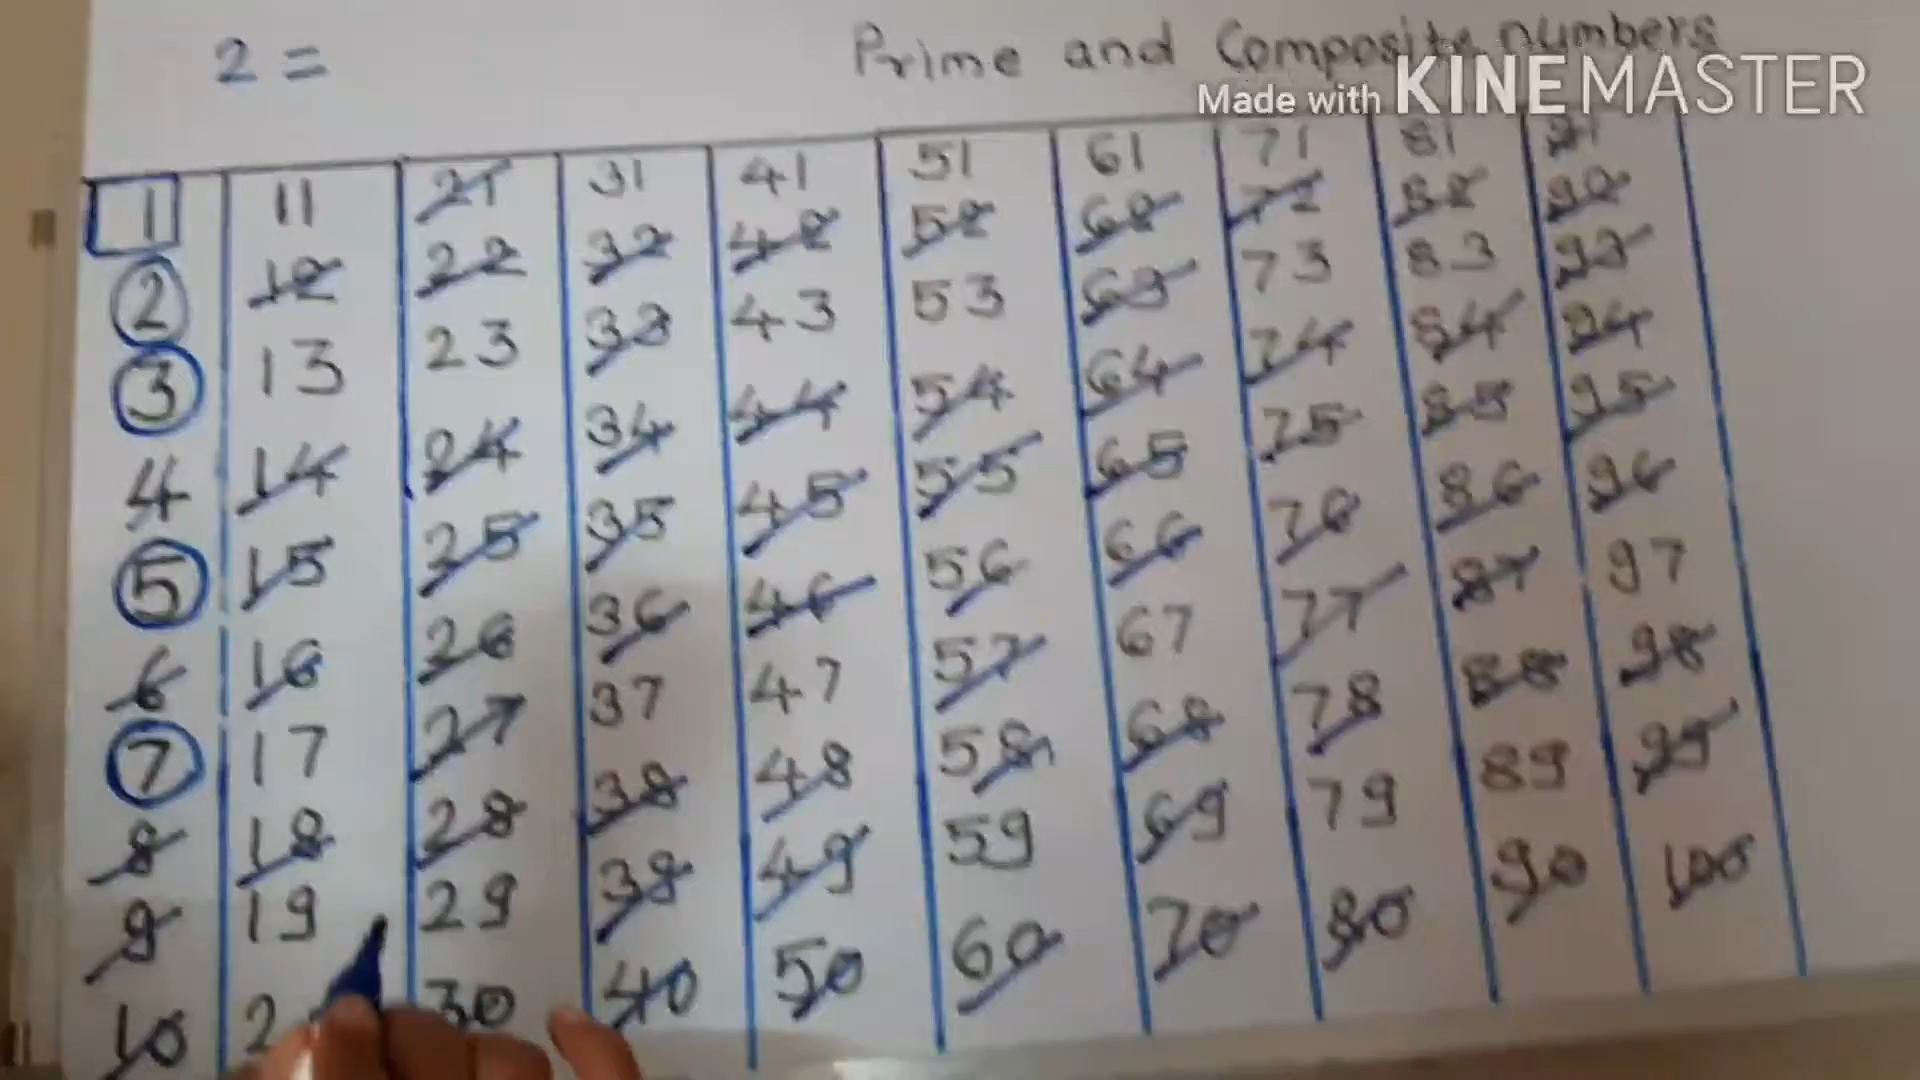 2 =
Prime and Composite numbers
Made with KINEMASTER
1 11 21 31 41 51 61 71 81 91
2 12 22 32 42 52 62 72 82 92
3 13 23 33 43 53 63 73 83 93
4 14 24 34 44 54 64 74 84 94
5 15 25 35 45 55 65 75 85 95
6 16 26 36 46 56 66 76 86 96
7 17 27 37 47 57 67 77 87 97
8 18 28 38 48 58 68 78 88 98
9 19 29 39 49 59 69 79 89 99
10 2 30 40 50 60 70 80 90 100